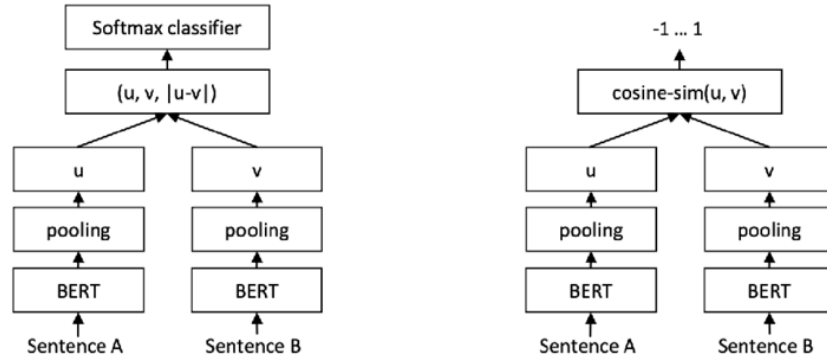 Softmax classifier
(u, v, |u-v|)
u v
pooling pooling
BERT BERT
Sentence A Sentence B
-1 ... 1
cosine-sim(u, v)
u v
pooling pooling
BERT BERT
Sentence A Sentence B